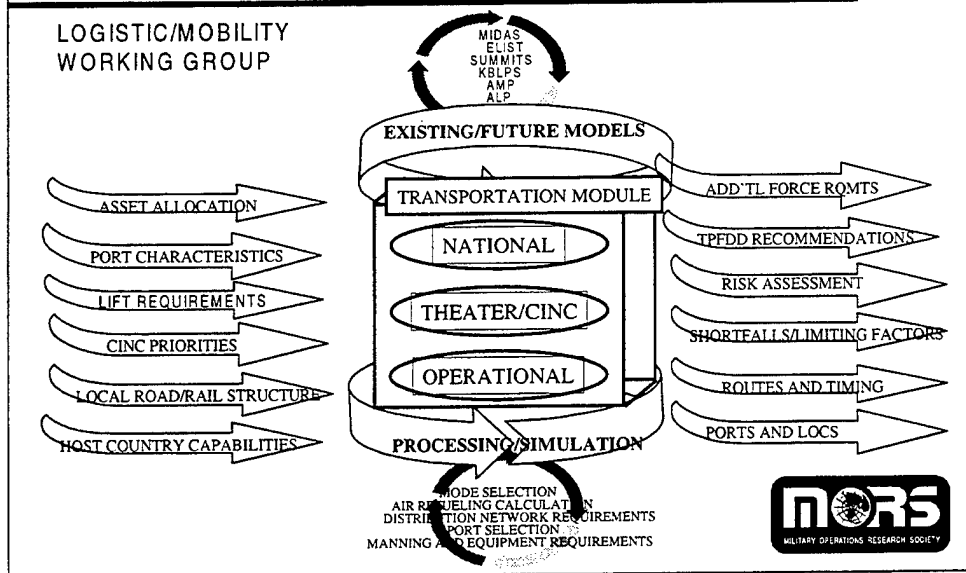 LOGISTIC/MOBILITY
WORKING GROUP
MIDAS
ELIST
SUMMITS
KBLPS
AMP
ALP
EXISTING/FUTURE MODELS
TRANSPORTATION MODULE
NATIONAL
THEATER/CINC
OPERATIONAL
PROCESSING/SIMULATION
ASSET ALLOCATION
PORT CHARACTERISTICS
LIFT REQUIREMENTS
CINC PRIORITIES
LOCAL ROAD/RAIL STRUCTURE
HOST COUNTRY CAPABILITIES
ADD'TL FORCE RQMTS
TPFDD RECOMMENDATIONS
RISK ASSESSMENT
SHORTFALLS/LIMITING FACTORS
ROUTES AND TIMING
PORTS AND LOCS
MODE SELECTION
AIR REFUELING CALCULATION
DISTRIBUTION NETWORK REQUIREMENTS
PORT SELECTION
MANNING AND EQUIPMENT REQUIREMENTS
MORS
MILITARY OPERATIONS RESEARCH SOCIETY